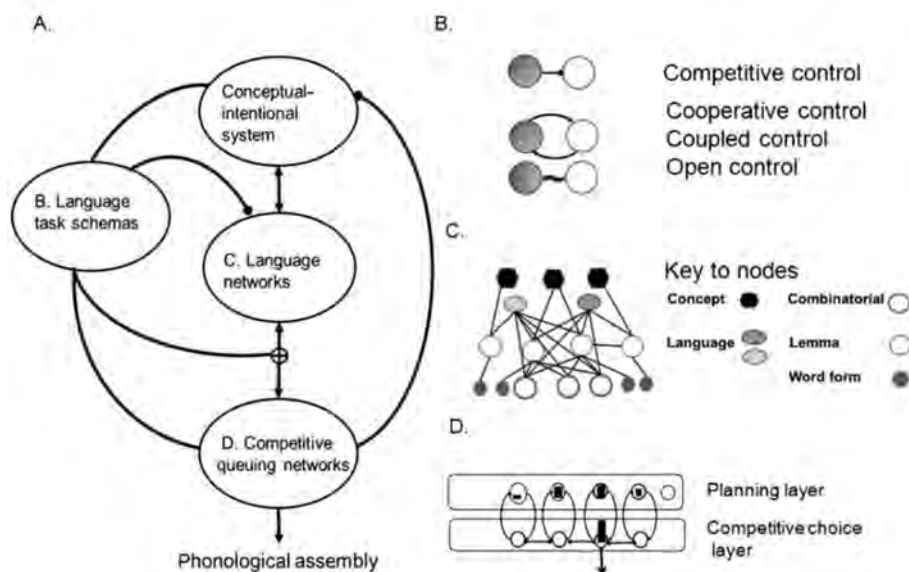 A.
Conceptual-
intentional
system
B. Language
task schemas
C. Language
networks
D. Competitive
queuing networks
Phonological assembly
B.
Competitive control
Cooperative control
Coupled control
Open control
C.
Key to nodes
Concept
Combinatorial
Language
Lemma
Word form
D.
Planning layer
Competitive choice
layer